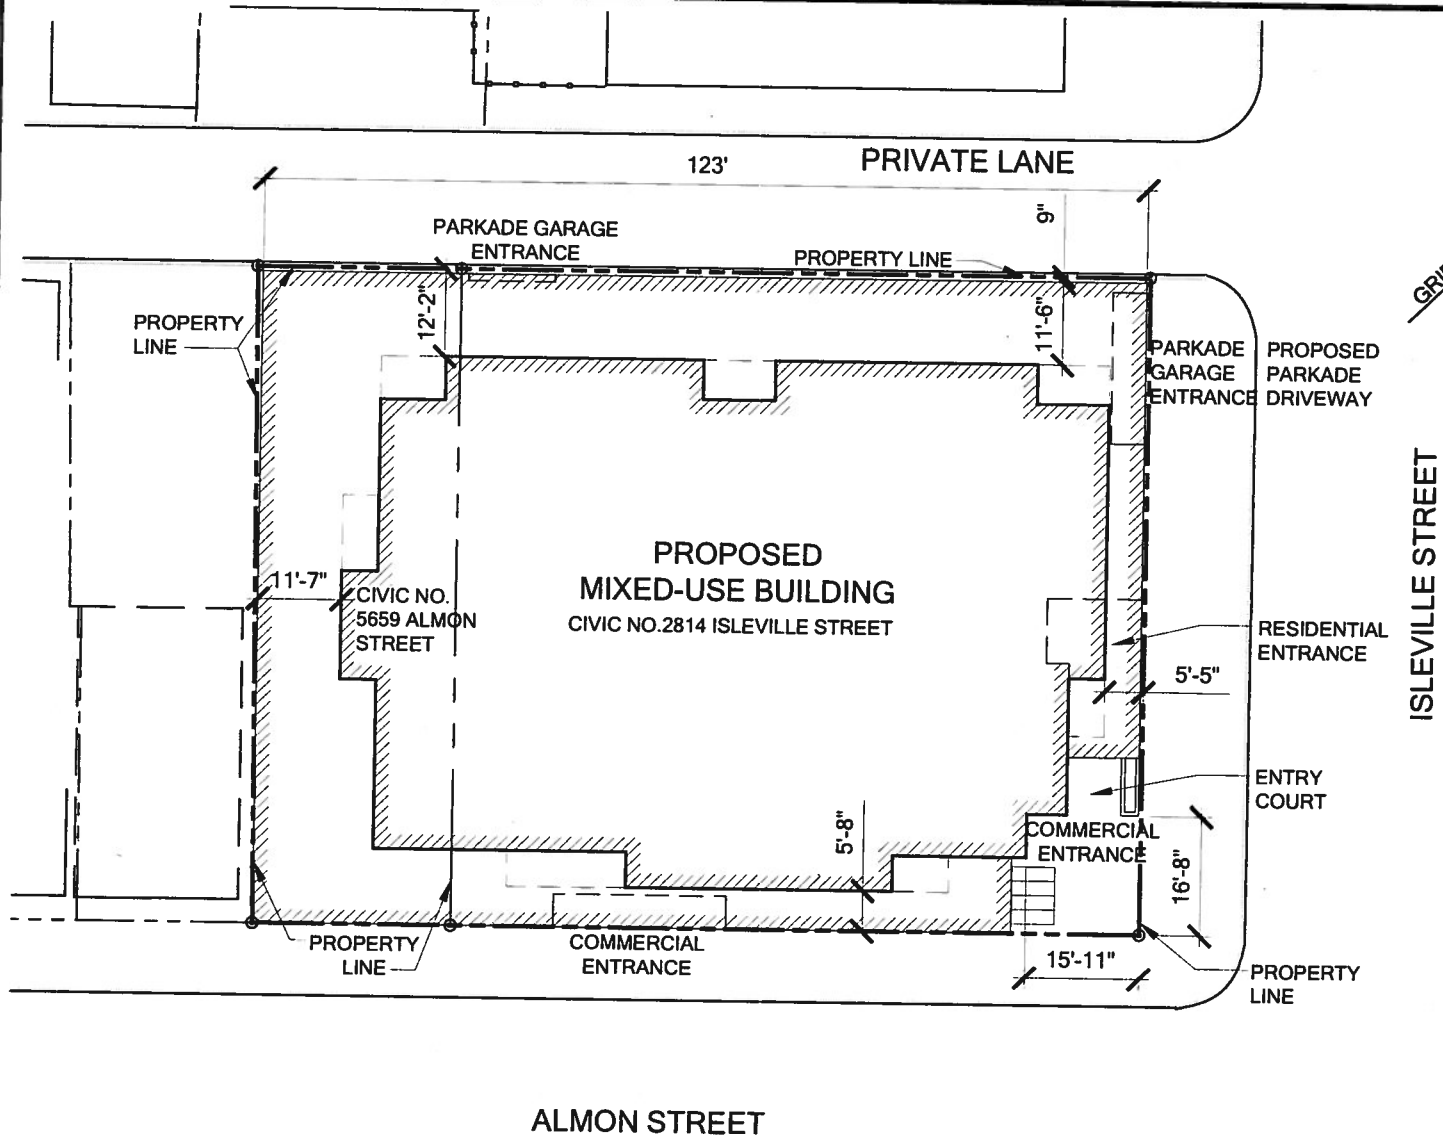 PRIVATE LANE
123'
9"
PARKADE GARAGE
ENTRANCE
PROPERTY LINE
12'-2"
11'-6"
PROPERTY
LINE
PARKADE
GARAGE
ENTRANCE
PROPOSED
PARKADE
DRIVEWAY
ISLEVILLE STREET
PROPOSED
MIXED-USE BUILDING
CIVIC NO.2814 ISLEVILLE STREET
11'-7"
CIVIC NO.
5659 ALMON
STREET
RESIDENTIAL
ENTRANCE
5'-5"
ENTRY
COURT
5'-8"
COMMERCIAL
ENTRANCE
16'-8"
PROPERTY
LINE
COMMERCIAL
ENTRANCE
15'-11"
PROPERTY
LINE
ALMON STREET